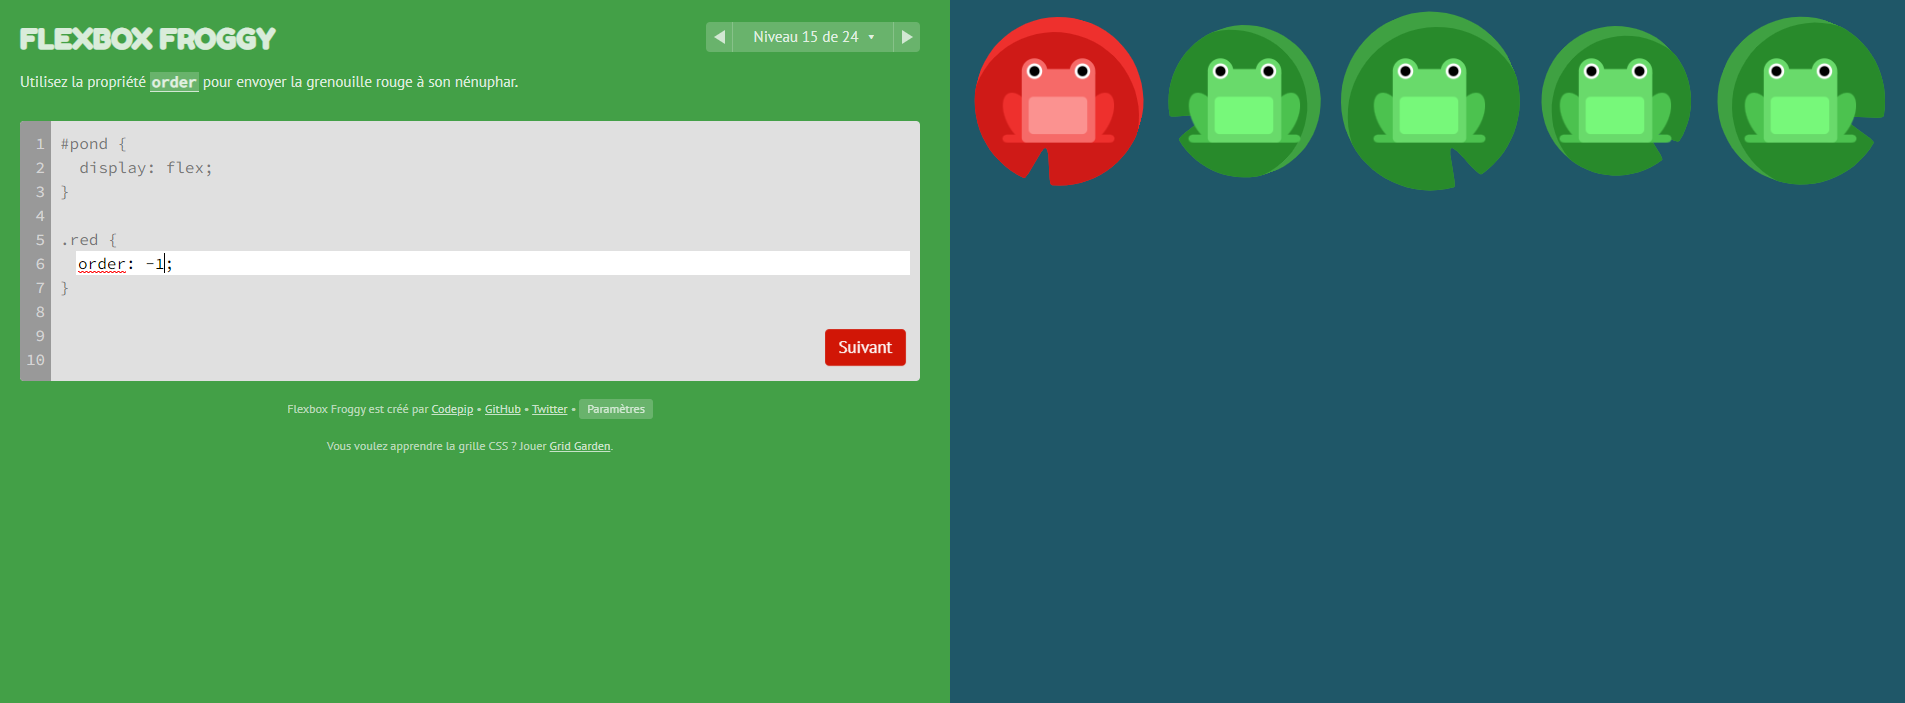 FLEXBOX FROGGY
Niveau 15 de 24
Utilisez la propriété order pour envoyer la grenouille rouge à son nénuphar.
1 #pond {
2 display: flex;
3 }
4
5 .red {
6 order: -1;
7 }
8
9
10
Suivant
Flexbox Froggy est créé par Codepip • GitHub • Twitter • Paramètres
Vous voulez apprendre la grille CSS ? Jouer Grid Garden.